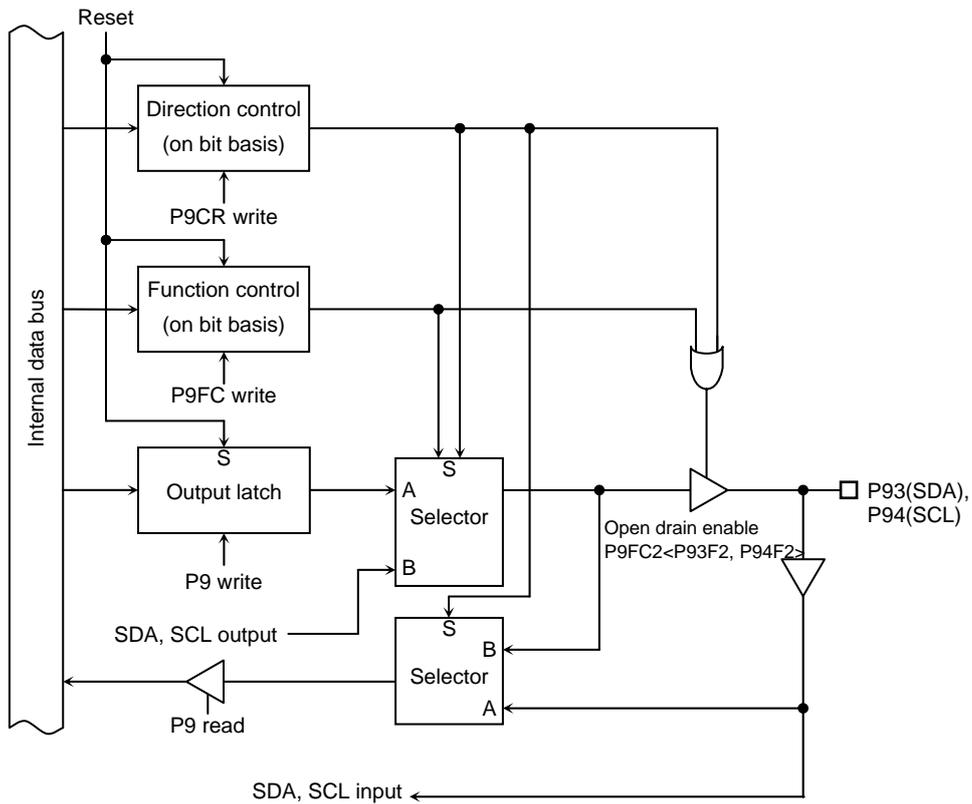 Reset
Direction control
(on bit basis)
P9CR write
Function control
(on bit basis)
P9FC write
Internal data bus
S
Output latch
P9 write
S
A
Selector
B
P93(SDA),
P94(SCL)
Open drain enable
P9FC2<P93F2, P94F2>
SDA, SCL output
S
B
Selector
A
P9 read
SDA, SCL input